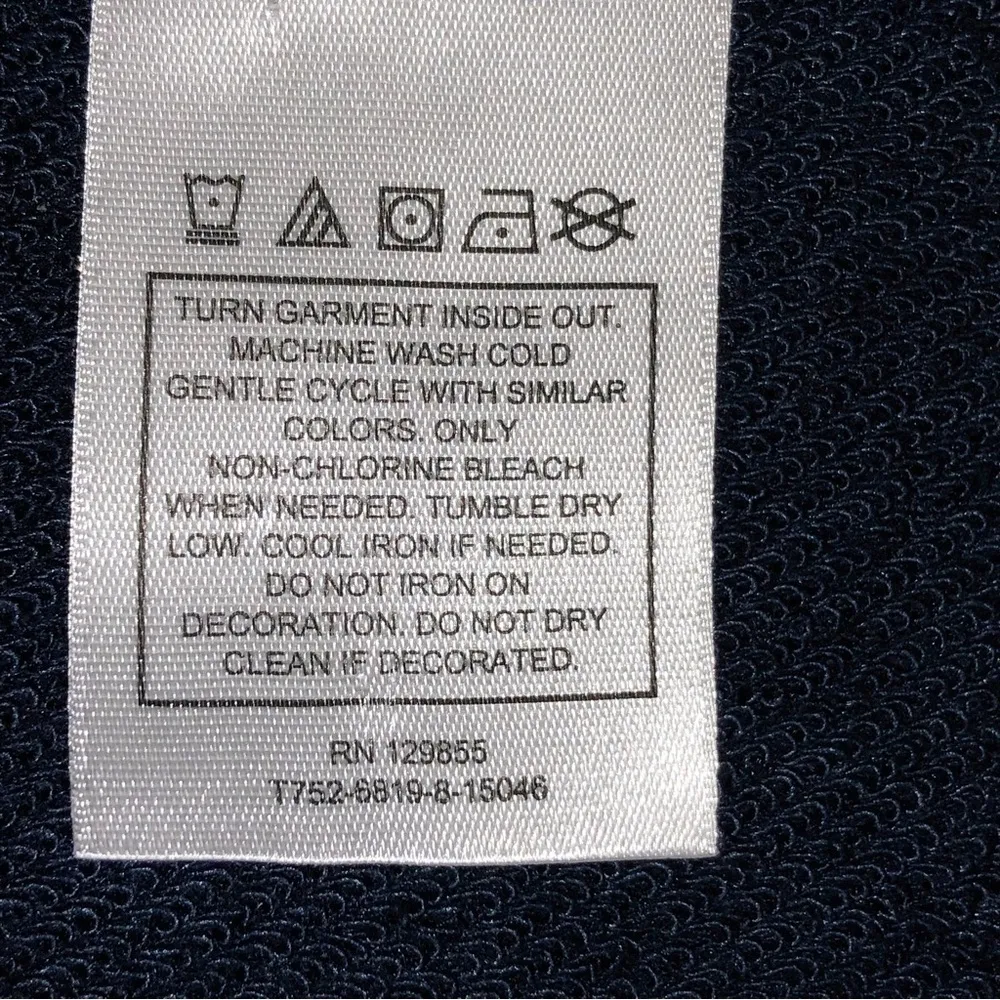 TURN GARMENT INSIDE OUT.
MACHINE WASH COLD
GENTLE CYCLE WITH SIMILAR
COLORS. ONLY
NON-CHLORINE BLEACH
WHEN NEEDED. TUMBLE DRY
LOW. COOL IRON IF NEEDED.
DO NOT IRON ON
DECORATION. DO NOT DRY
CLEAN IF DECORATED.
RN 129855
T752-6819-8-15046